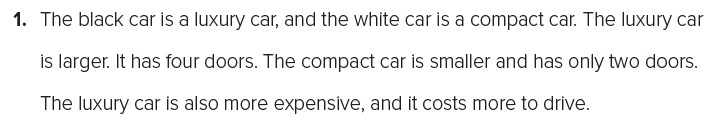 1. The black car is a luxury car, and the white car is a compact car. The luxury car
is larger. It has four doors. The compact car is smaller and has only two doors.
The luxury car is also more expensive, and it costs more to drive.